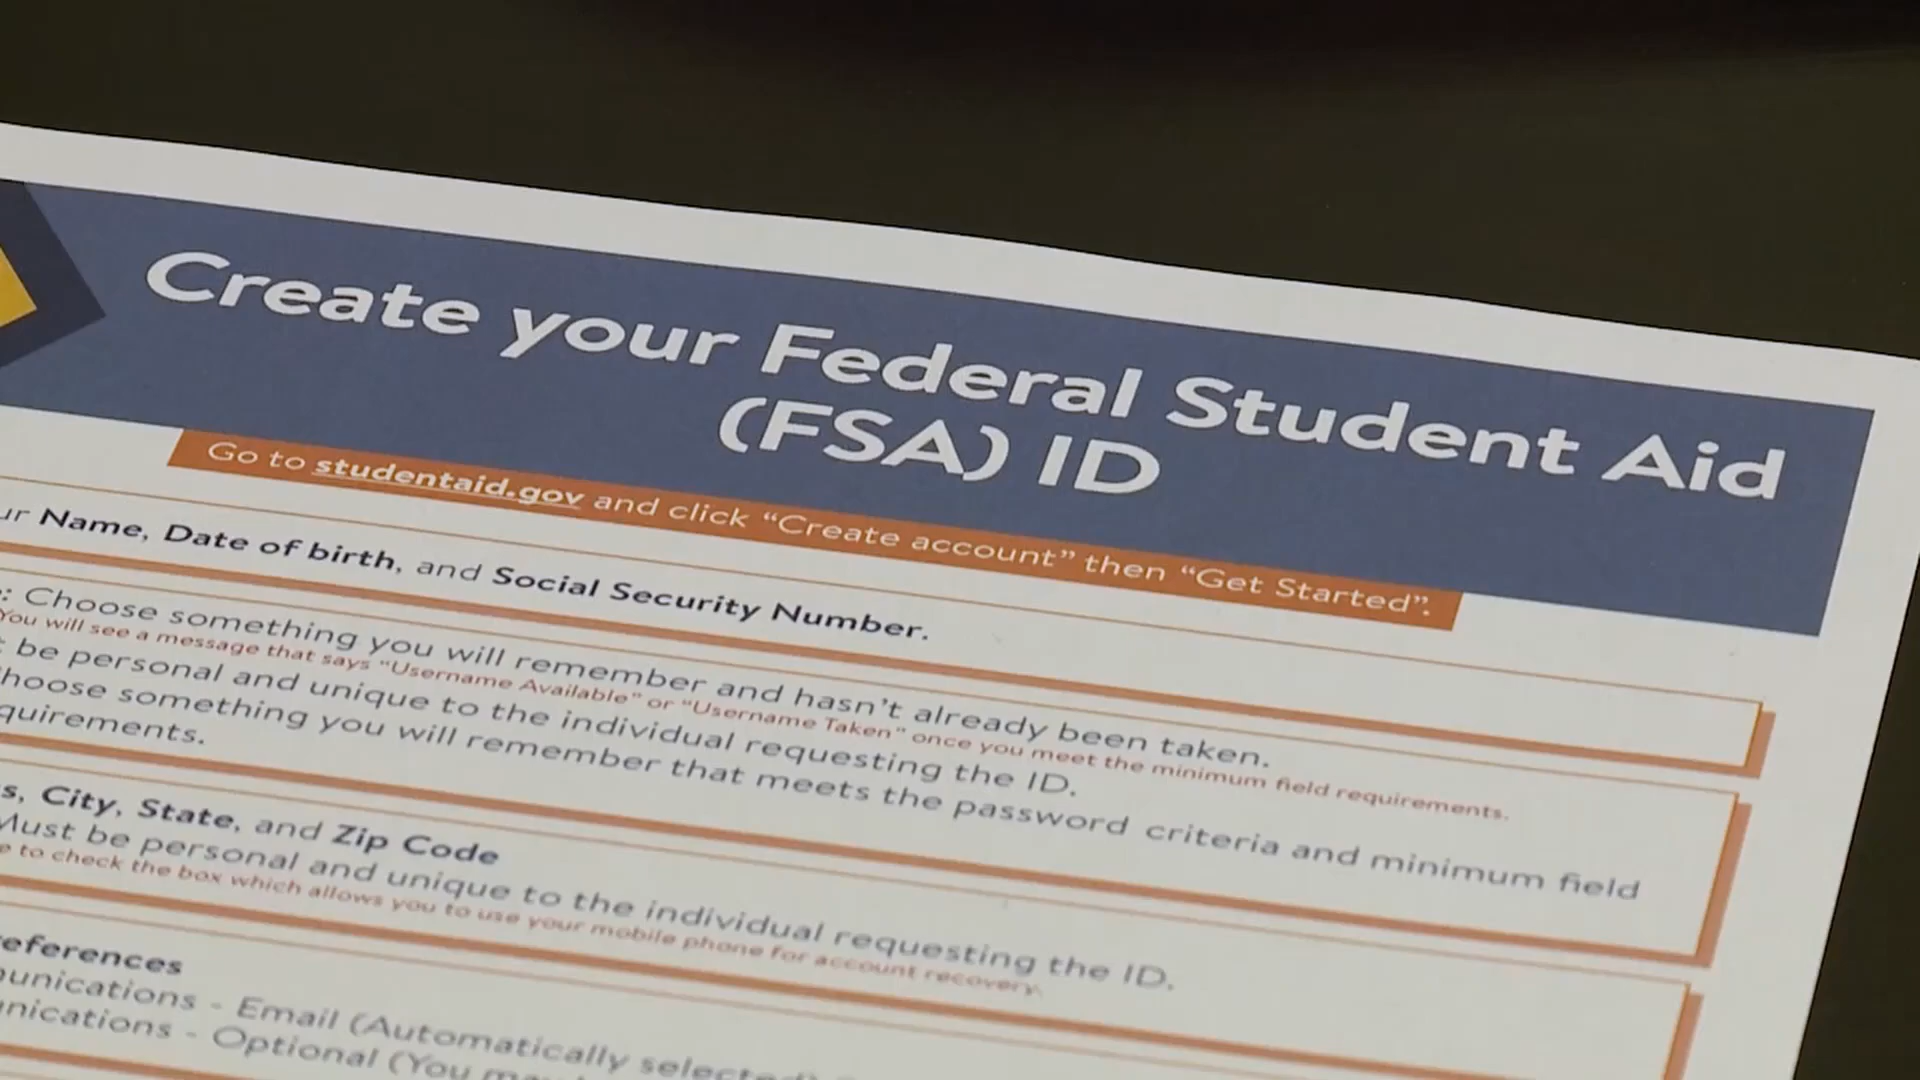 Create your Federal Student Aid
(FSA) ID
Go to studentaid.gov and click “Create account” then “Get Started”.
Name, Date of birth, and Social Security Number.
: Choose something you will remember and hasn’t already been taken.
You will see a message that says “Username Available” or “Username Taken” once you meet the minimum field requirements.
be personal and unique to the individual requesting the ID.
hoose something you will remember that meets the password criteria and minimum field
quirements.
s, City, State, and Zip Code
Must be personal and unique to the individual requesting the ID.
to check the box which allows you to use your mobile phone for account recovery.
eferences
unications - Email (Automatically selected)
nications - Optional (You may